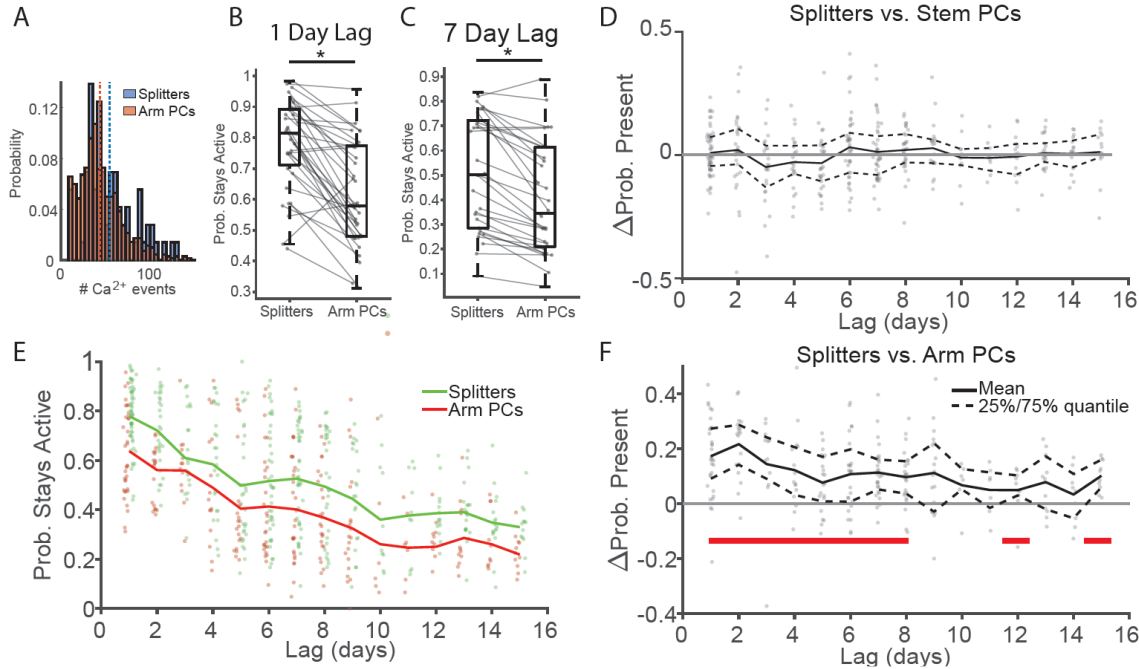 A
Probability
0.12
0.08
0.04
0
0
100
# Ca2+ events
Splitters
Arm PCs
B
1 Day Lag
*
Prob. Stays Active
1
0.9
0.8
0.7
0.6
0.5
0.4
0.3
Splitters
Arm PCs
C
7 Day Lag
*
Prob. Stays Active
0.9
0.8
0.7
0.6
0.5
0.4
0.3
0.2
0.1
Splitters
Arm PCs
D
Splitters vs. Stem PCs
ΔProb. Present
0.5
0
-0.5
0 2 4 6 8 10 12 14 16
Lag (days)
E
Prob. Stays Active
1
0.8
0.6
0.4
0.2
0
Splitters
Arm PCs
0 2 4 6 8 10 12 14 16
Lag (days)
F
Splitters vs. Arm PCs
ΔProb. Present
0.4
0.2
0
-0.2
-0.4
Mean
25%/75% quantile
0 2 4 6 8 10 12 14 16
Lag (days)